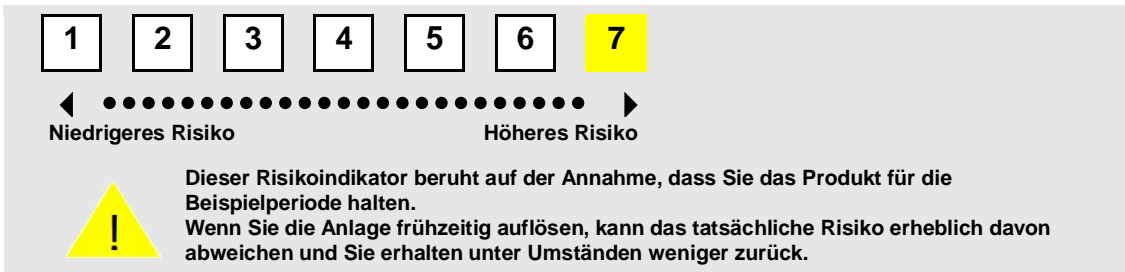 1 2 3 4 5 6 7
Niedrigeres Risiko Höheres Risiko
Dieser Risikoindikator beruht auf der Annahme, dass Sie das Produkt für die
Beispielperiode halten.
Wenn Sie die Anlage frühzeitig auflösen, kann das tatsächliche Risiko erheblich davon
abweichen und Sie erhalten unter Umständen weniger zurück.
!